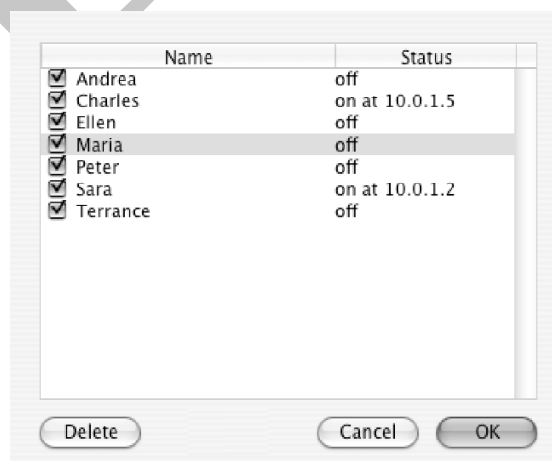 Name Status
Andrea off
Charles on at 10.0.1.5
Ellen off
Maria off
Peter off
Sara on at 10.0.1.2
Terrance off
Delete Cancel OK